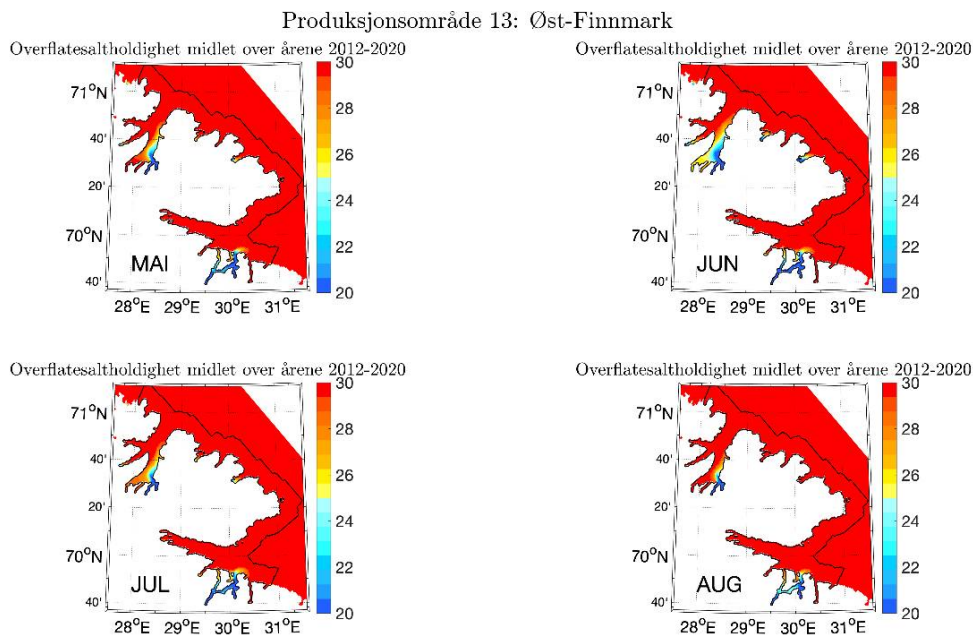 Produksjonsområde 13: Øst-Finnmark
Overflatesaltholdighet midlet over årene 2012-2020
71°N
40'
20'
70°N
40'
28°E 29°E 30°E 31°E
MAI
30
28
26
24
22
20
Overflatesaltholdighet midlet over årene 2012-2020
71°N
40'
20'
70°N
40'
28°E 29°E 30°E 31°E
JUN
30
28
26
24
22
20
Overflatesaltholdighet midlet over årene 2012-2020
71°N
40'
20'
70°N
40'
28°E 29°E 30°E 31°E
JUL
30
28
26
24
22
20
Overflatesaltholdighet midlet over årene 2012-2020
71°N
40'
20'
70°N
40'
28°E 29°E 30°E 31°E
AUG
30
28
26
24
22
20